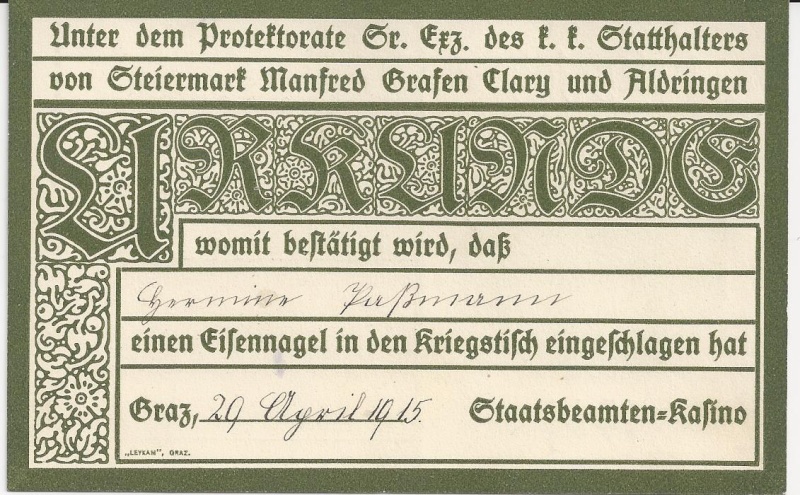 Unter dem Protektorate Sr. Exz. des k. k. Statthalters
von Steiermark Manfred Grafen Clary und Aldringen
URKUNDE
womit bestätigt wird, daß
Hermine Paßmann
einen Eisennagel in den Kriegstisch eingeschlagen hat
Graz, 29 April 1915. Staatsbeamten=Kasino
„LEYKAM", GRAZ.